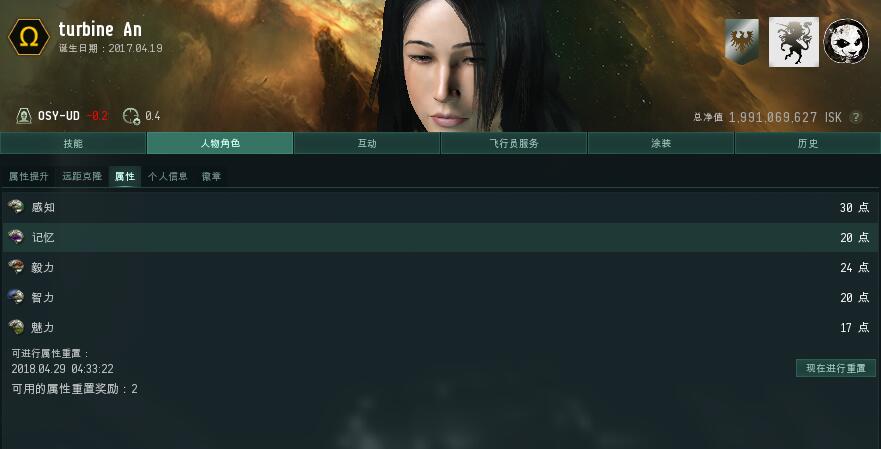 turbine An
诞生日期：2017.04.19
OSY-UD -0.2 0.4
总净值 1,991,069,627 ISK ?
技能 人物角色 互动 飞行员服务 涂装 历史
属性提升 远距克隆 属性 个人信息 徽章
感知 30 点
记忆 20 点
毅力 24 点
智力 20 点
魅力 17 点
可进行属性重置：
2018.04.29 04:33:22
现在进行重置
可用的属性重置奖励：2